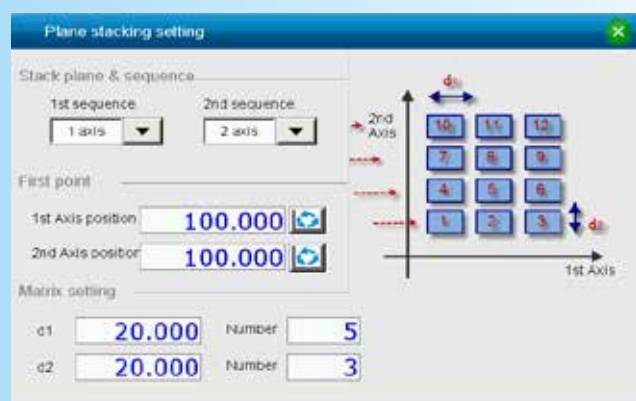 Plane stacking setting
Stack plane & sequence
1st sequence
2nd sequence
1 axis
2 axis
First point
1st Axis position
100.000
2nd Axis position
100.000
Matrix setting
d1
20.000
Number
5
d2
20.000
Number
3
d1
2nd
Axis
10 11 12
7 8 9
4 5 6
1 2 3
d2
1st Axis